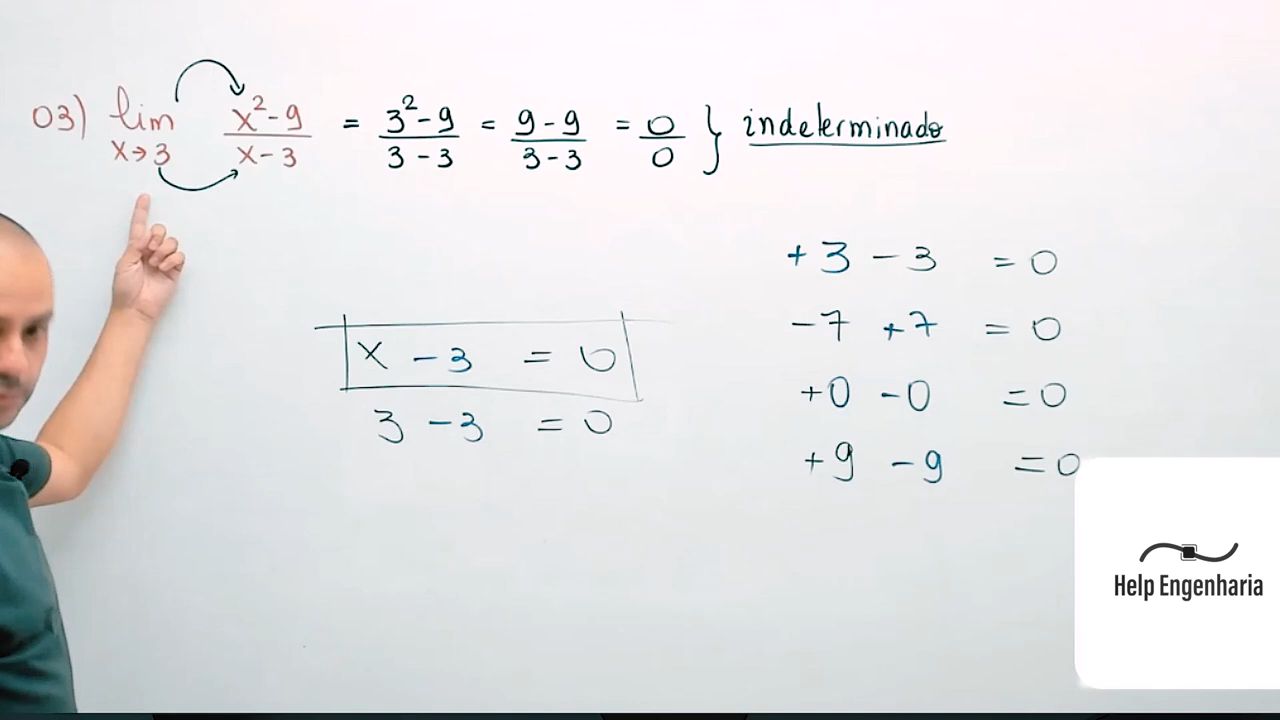 03) lim x→3 x²-9 / x-3 = 3²-9 / 3-3 = 9-9 / 3-3 = 0 / 0 } indeterminado
+3 -3 = 0
-7 +7 = 0
x -3 = 0
+0 -0 = 0
3 -3 = 0
+9 -9 = 0
Help Engenharia